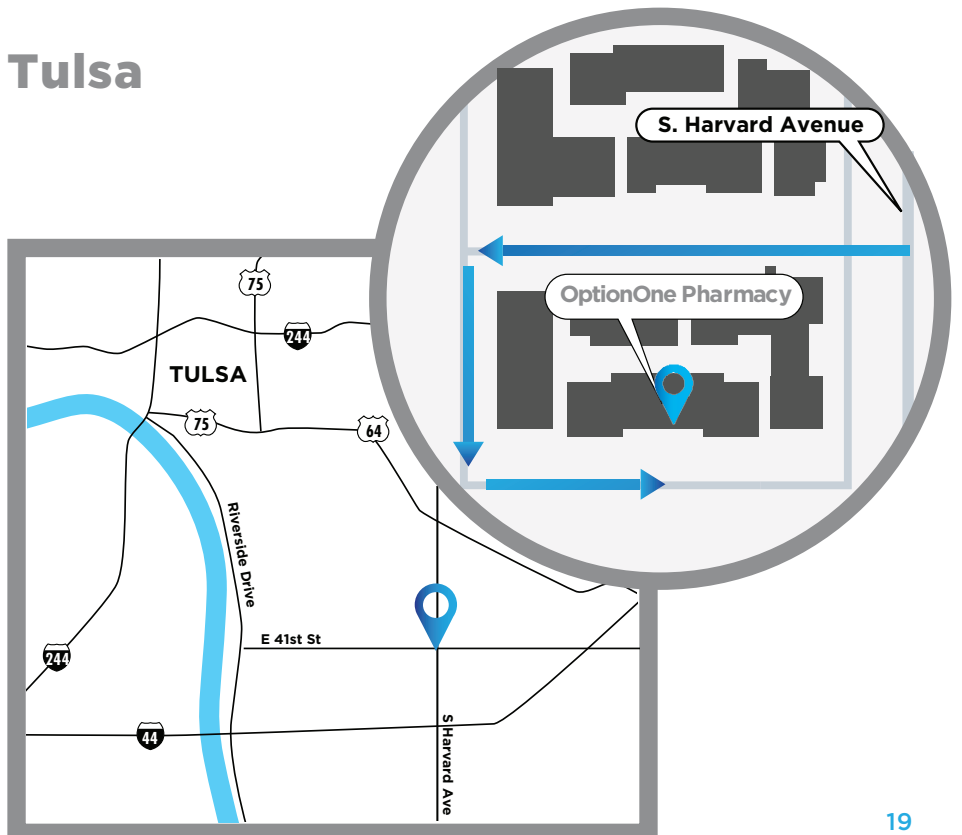 Tulsa
S. Harvard Avenue
OptionOne Pharmacy
75
244
TULSA
75
64
Riverside Drive
E 41st St
244
44
S Harvard Ave
19